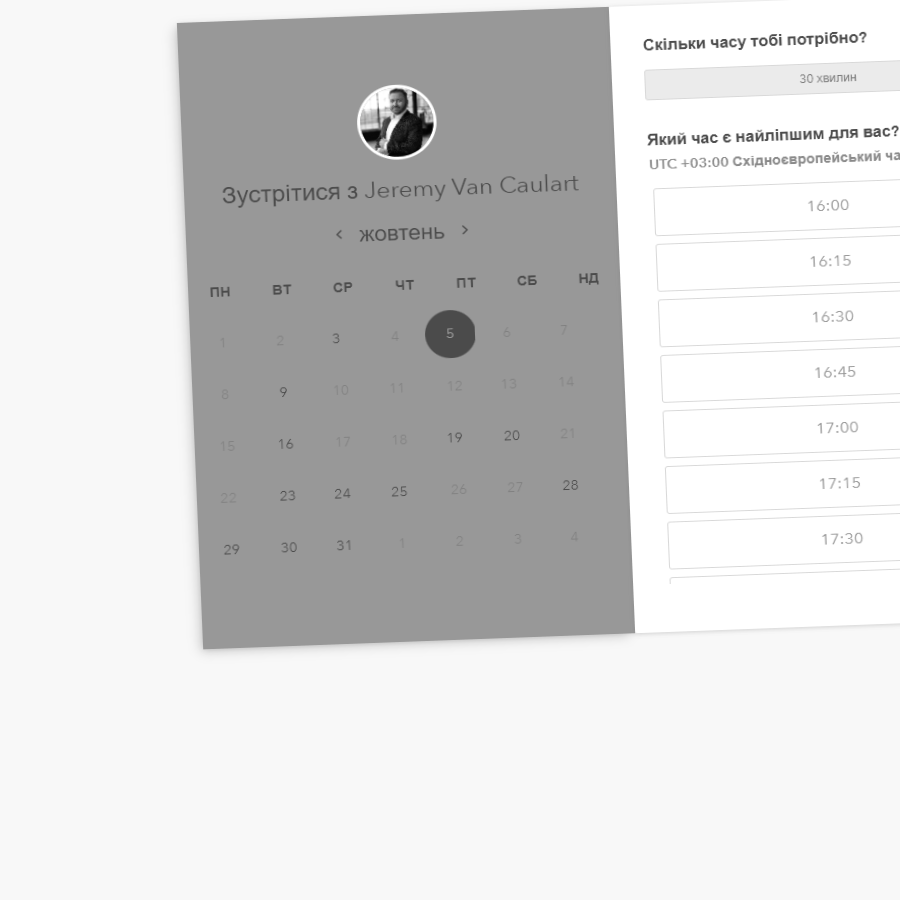 Зустрітися з Jeremy Van Caulart
жовтень
ПН ВТ СР ЧТ ПТ СБ НД
1 2 3 4 5 6 7
8 9 10 11 12 13 14
15 16 17 18 19 20 21
22 23 24 25 26 27 28
29 30 31 1 2 3 4
Скільки часу тобі потрібно?
30 хвилин
Який час є найліпшим для вас?
UTC +03:00 Східноєвропейський ча
16:00
16:15
16:30
16:45
17:00
17:15
17:30